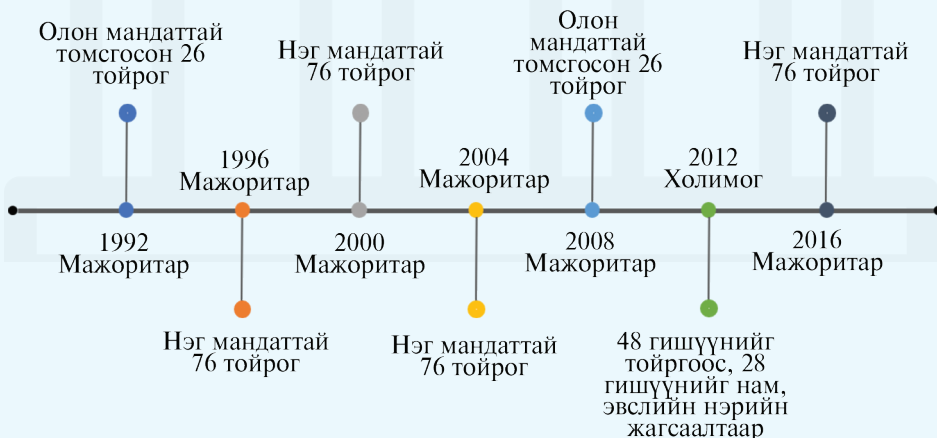 Олон мандаттай
томсгосон 26
тойрог
1992
Мажоритар
1996
Мажоритар
Нэг мандаттай
76 тойрог
Нэг мандаттай
76 тойрог
2000
Мажоритар
2004
Мажоритар
Нэг мандаттай
76 тойрог
Олон
мандаттай
томсгосон 26
тойрог
2008
Мажоритар
2012
Холимог
48 гишүүнийг
тойргоос, 28
гишүүнийг нам,
эвслийн нэрийн
жагсаалтаар
Нэг мандаттай
76 тойрог
2016
Мажоритар